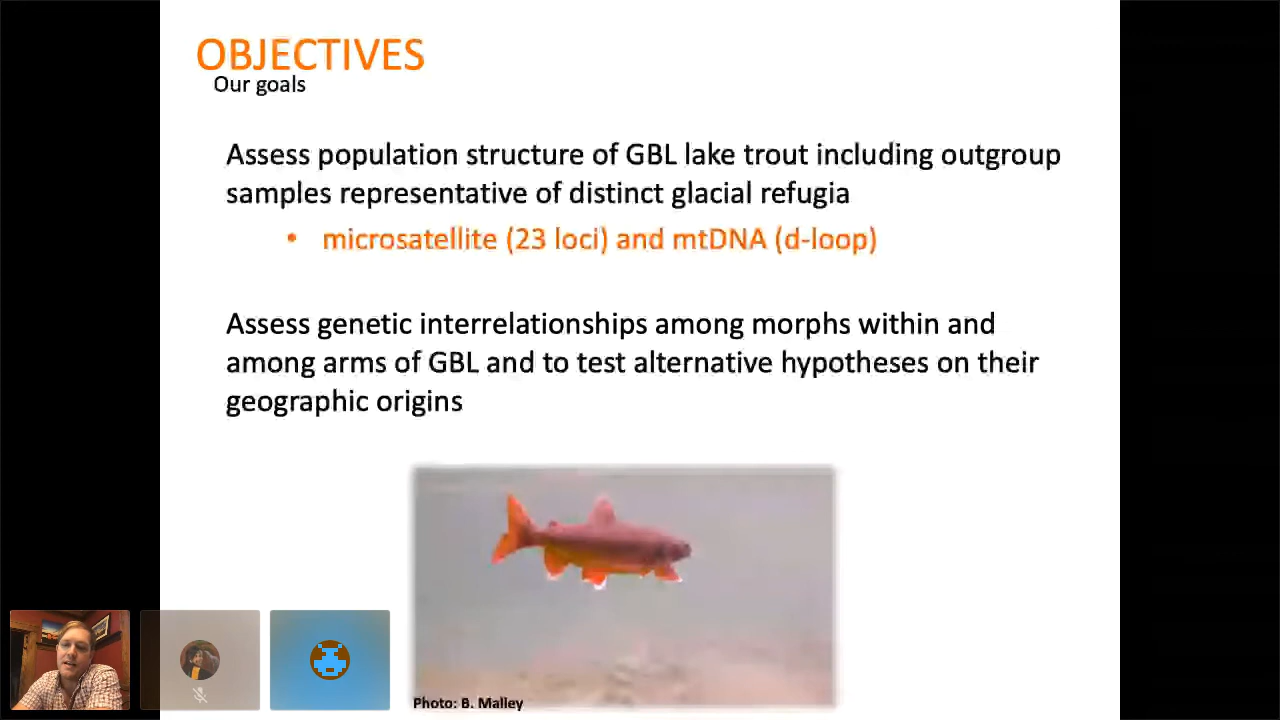 OBJECTIVES
Our goals
Assess population structure of GBL lake trout including outgroup
samples representative of distinct glacial refugia
• microsatellite (23 loci) and mtDNA (d-loop)
Assess genetic interrelationships among morphs within and
among arms of GBL and to test alternative hypotheses on their
geographic origins
Photo: B. Malley